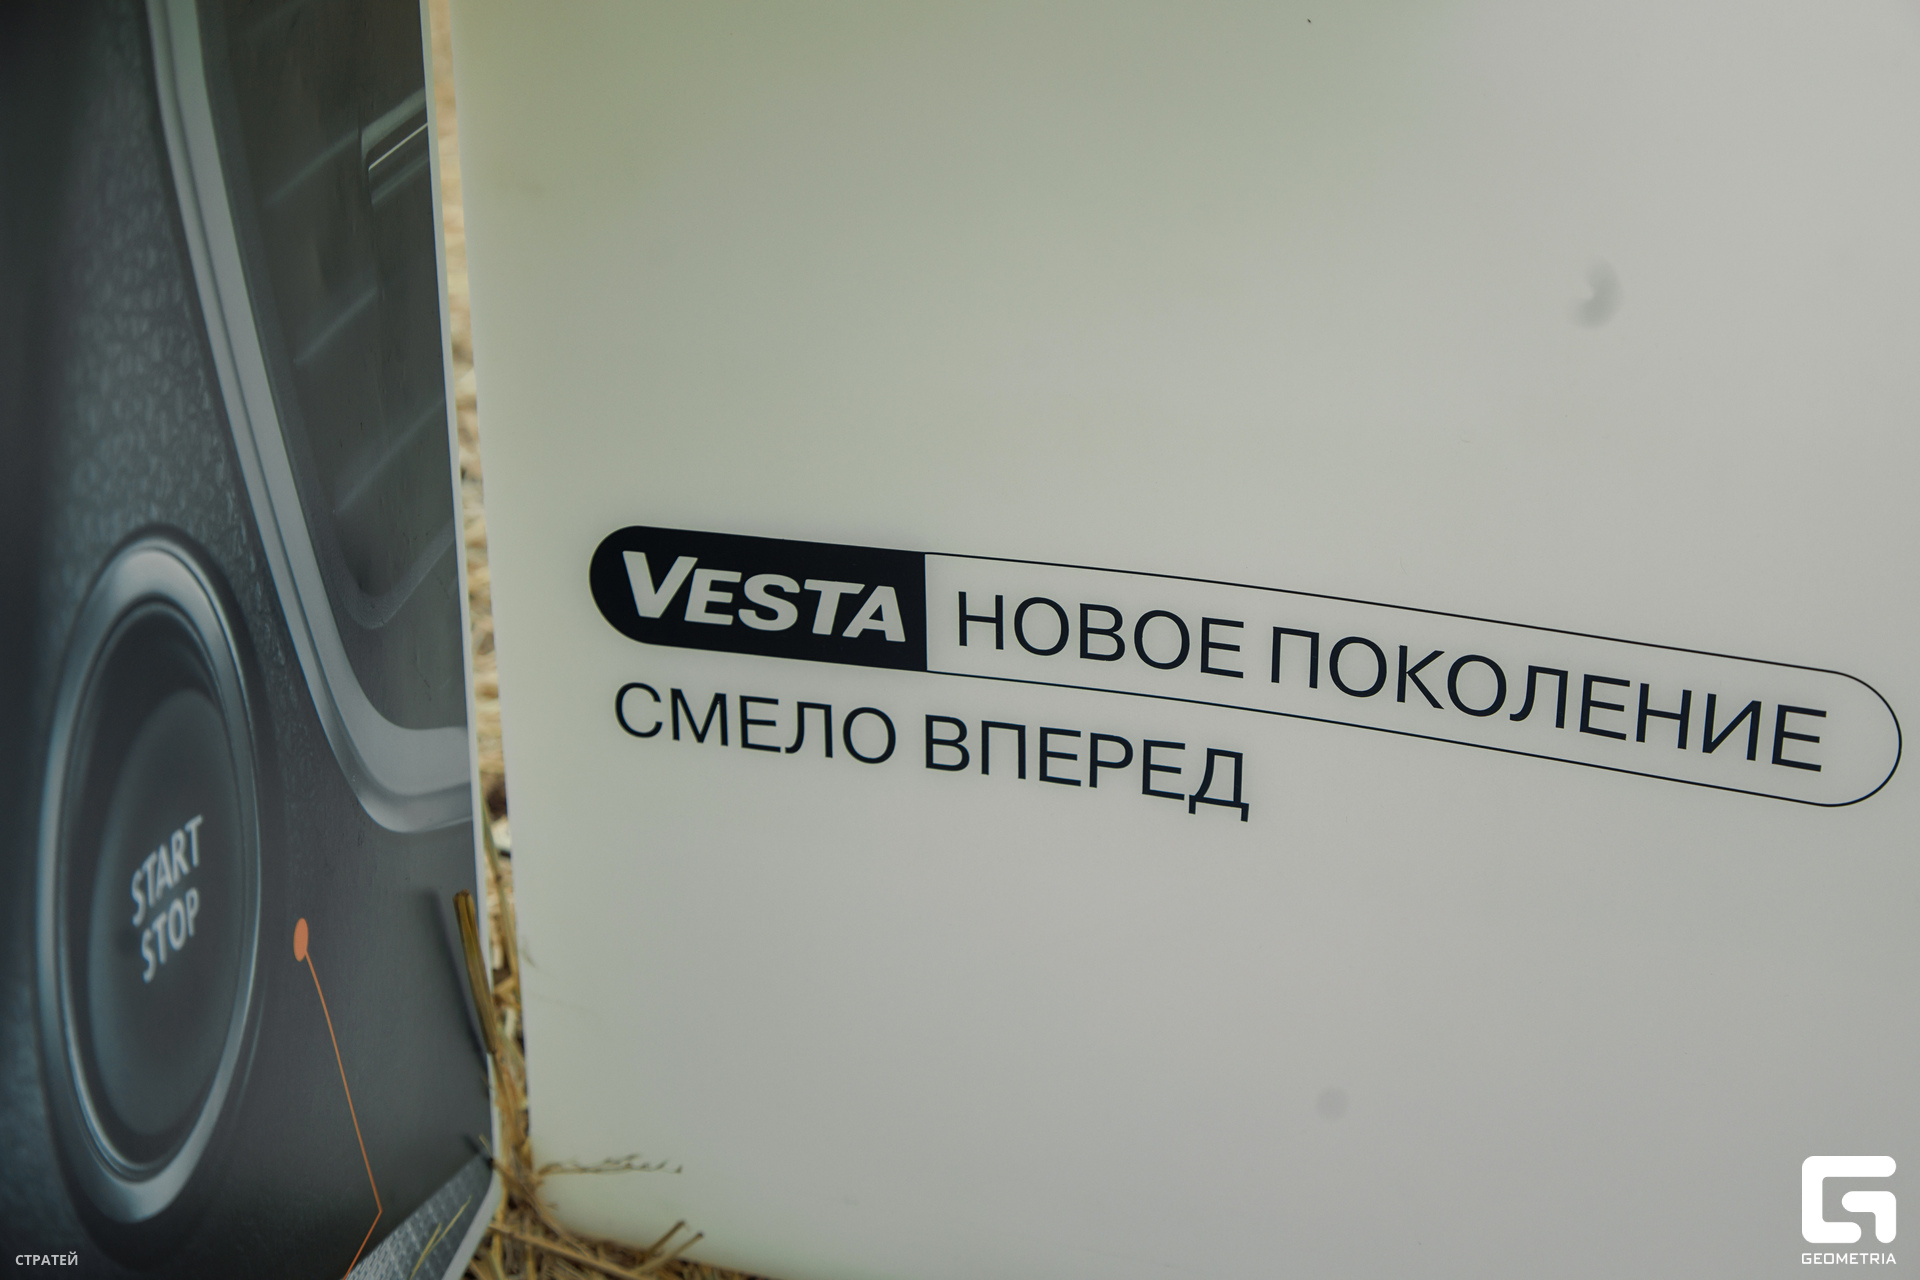 VESTA НОВОЕ ПОКОЛЕНИЕ
СМЕЛО ВПЕРЕД
START
STOP
СТРАТЕЙ
GEOMETRIA